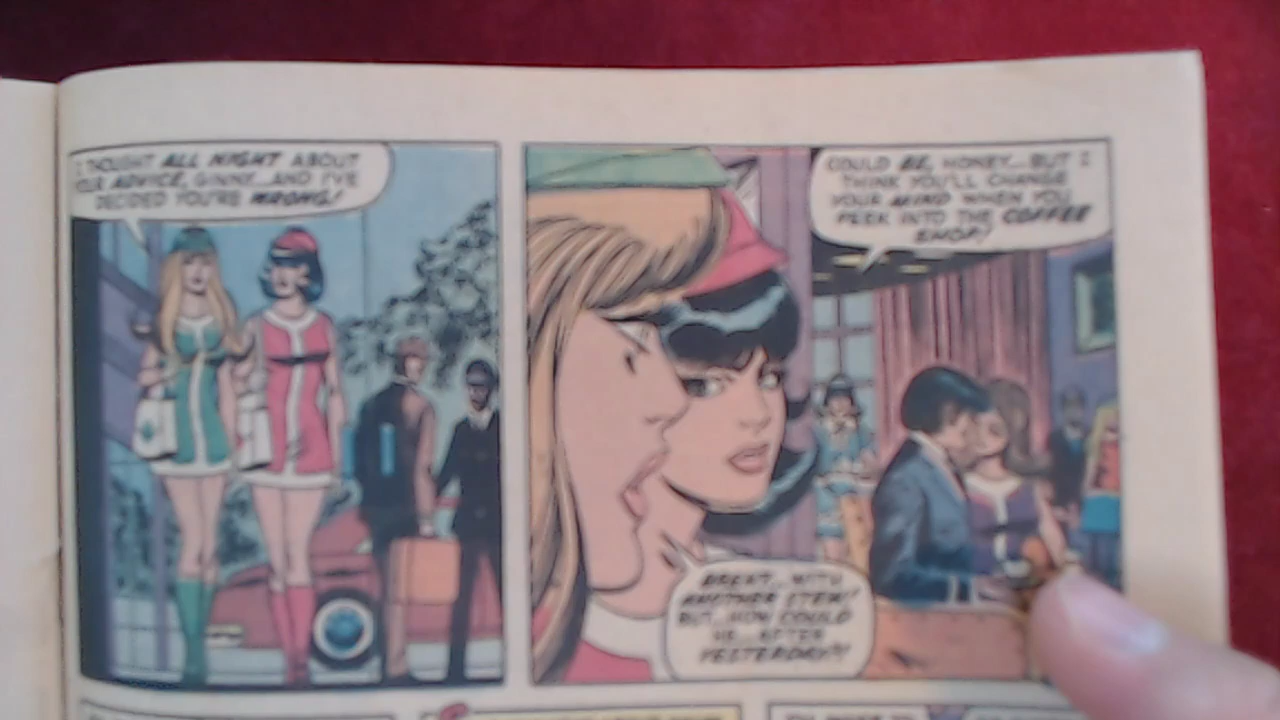 I THOUGHT ALL NIGHT ABOUT
YOUR ADVICE, GINNY...AND I'VE
DECIDED YOU'RE WRONG!
COULD BE, HONEY...BUT I
THINK YOU'LL CHANGE
YOUR MIND WHEN YOU
PEEK INTO THE COFFEE
SHOP!
BRENT...WITH
ANOTHER STEW!
BUT...HOW COULD
HE...AFTER
YESTERDAY?!